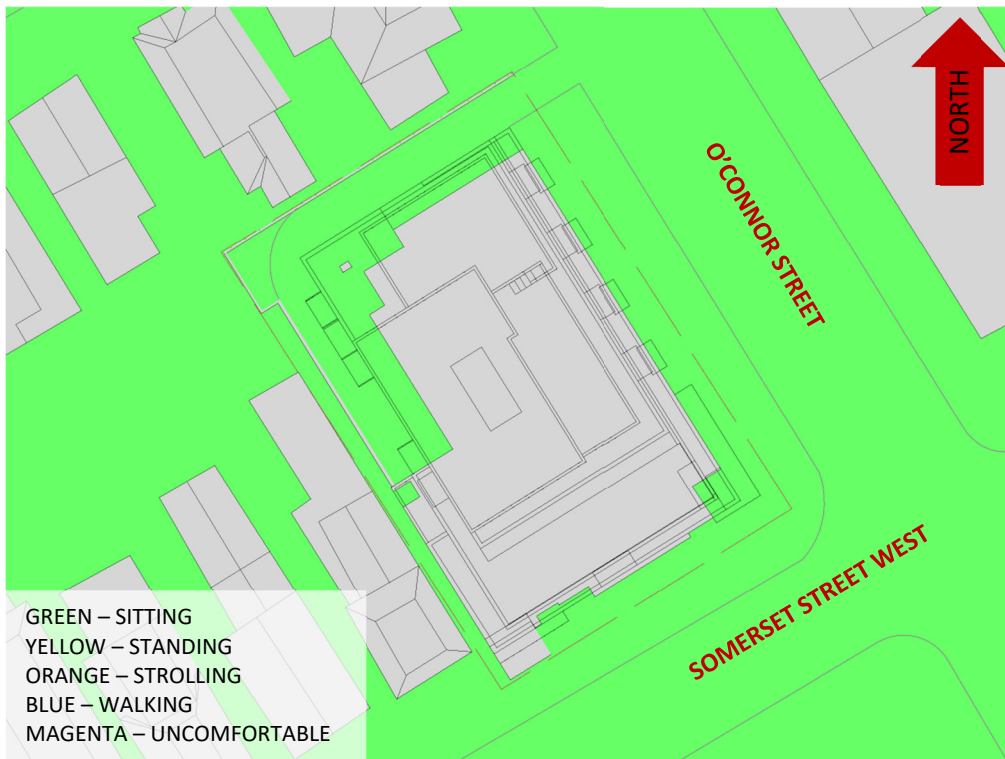 NORTH
O'CONNOR STREET
SOMERSET STREET WEST
GREEN – SITTING
YELLOW – STANDING
ORANGE – STROLLING
BLUE – WALKING
MAGENTA – UNCOMFORTABLE